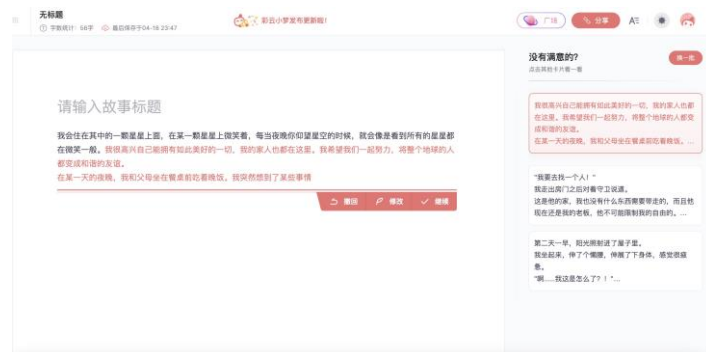 无标题
字数统计: 68字 最后保存于04-18 23:47
彩云小梦发布更新啦!
分享
请输入故事标题
我会住在其中的一颗星星上面，在某一颗星星上微笑着，每当夜晚你仰望星空的时候，就会像是看到所有的星星都
在微笑一般。我很高兴自己能拥有如此美好的一切，我的家人也都在这里。我希望我们一起努力，将整个地球的人
都变成和谐的友谊。
在某一天的夜晚，我和父母坐在餐桌前吃着晚饭。我突然想到了某些事情
撤回 修改 继续
没有满意的?
点击其他卡片看一看
换一批
我很高兴自己能拥有如此美好的一切，我的家人也都
在这里。我希望我们一起努力，将整个地球的人都变
成和谐的友谊。
在某一天的夜晚，我和父母坐在餐桌前吃着晚饭。...
"我要去找一个人！"
我走出房门之后对着守卫说道。
这是他的家，我也没有什么东西需要带走的，而且他
现在还是我的老板，他不可能限制我的自由的。...
第二天一早，阳光照射进了屋子里。
我坐起来，伸了个懒腰，伸展了下身体，感觉很疲
惫。
"啊......我这是怎么了？！"...